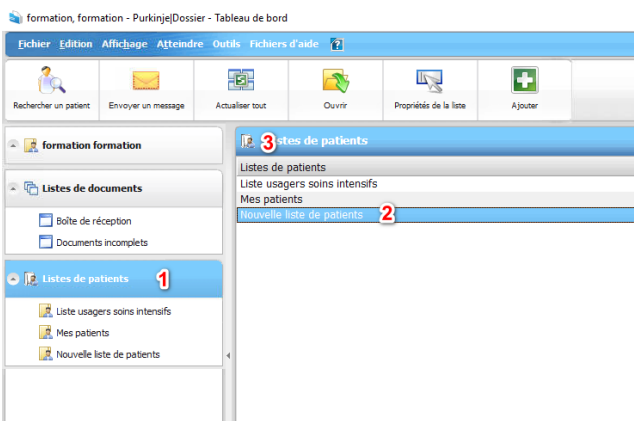 formation, formation - Purkinje|Dossier - Tableau de bord
Fichier Edition Affichage Atteindre Outils Fichiers d'aide ?
Rechercher un patient Envoyer un message Actualiser tout Ouvrir Propriétés de la liste Ajouter
formation formation
Listes de documents
Boîte de réception
Documents incomplets
Listes de patients 1
Liste usagers soins intensifs
Mes patients
Nouvelle liste de patients
3 Listes de patients
Listes de patients
Liste usagers soins intensifs
Mes patients
Nouvelle liste de patients 2